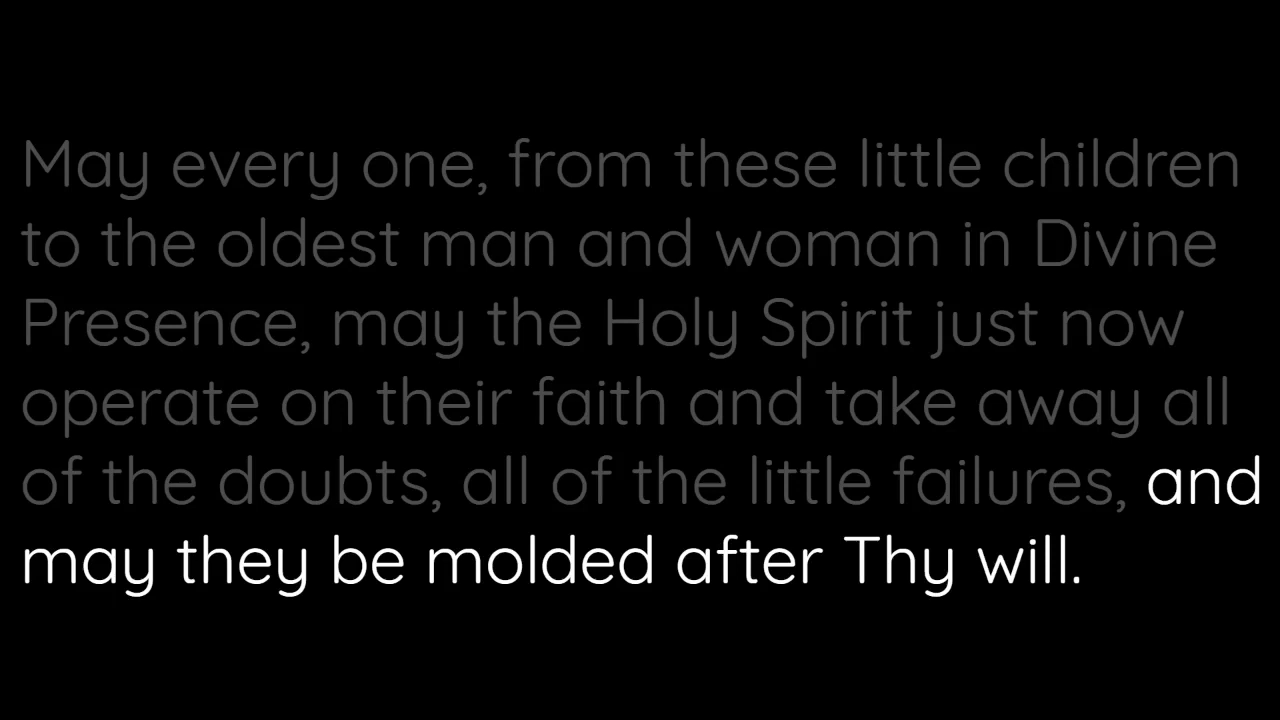 May every one, from these little children
to the oldest man and woman in Divine
Presence, may the Holy Spirit just now
operate on their faith and take away all
of the doubts, all of the little failures, and
may they be molded after Thy will.